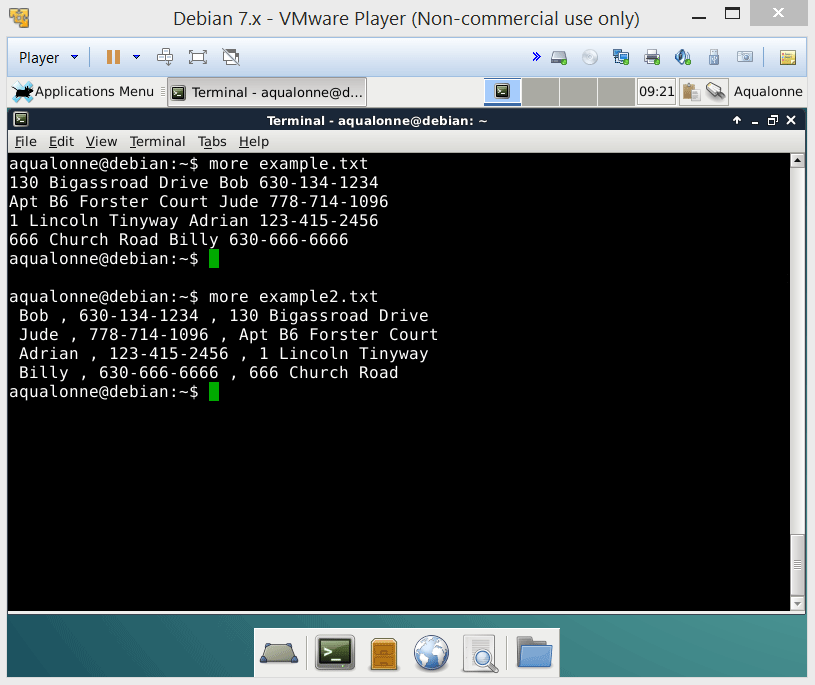 Debian 7.x - VMware Player (Non-commercial use only)
Player
Applications Menu
Terminal - aqualonne@d...
09:21
Aqualonne
Terminal - aqualonne@debian: ~
File Edit View Terminal Tabs Help
aqualonne@debian:~$ more example.txt
130 Bigassroad Drive Bob 630-134-1234
Apt B6 Forster Court Jude 778-714-1096
1 Lincoln Tinyway Adrian 123-415-2456
666 Church Road Billy 630-666-6666
aqualonne@debian:~$
aqualonne@debian:~$ more example2.txt
Bob , 630-134-1234 , 130 Bigassroad Drive
Jude , 778-714-1096 , Apt B6 Forster Court
Adrian , 123-415-2456 , 1 Lincoln Tinyway
Billy , 630-666-6666 , 666 Church Road
aqualonne@debian:~$